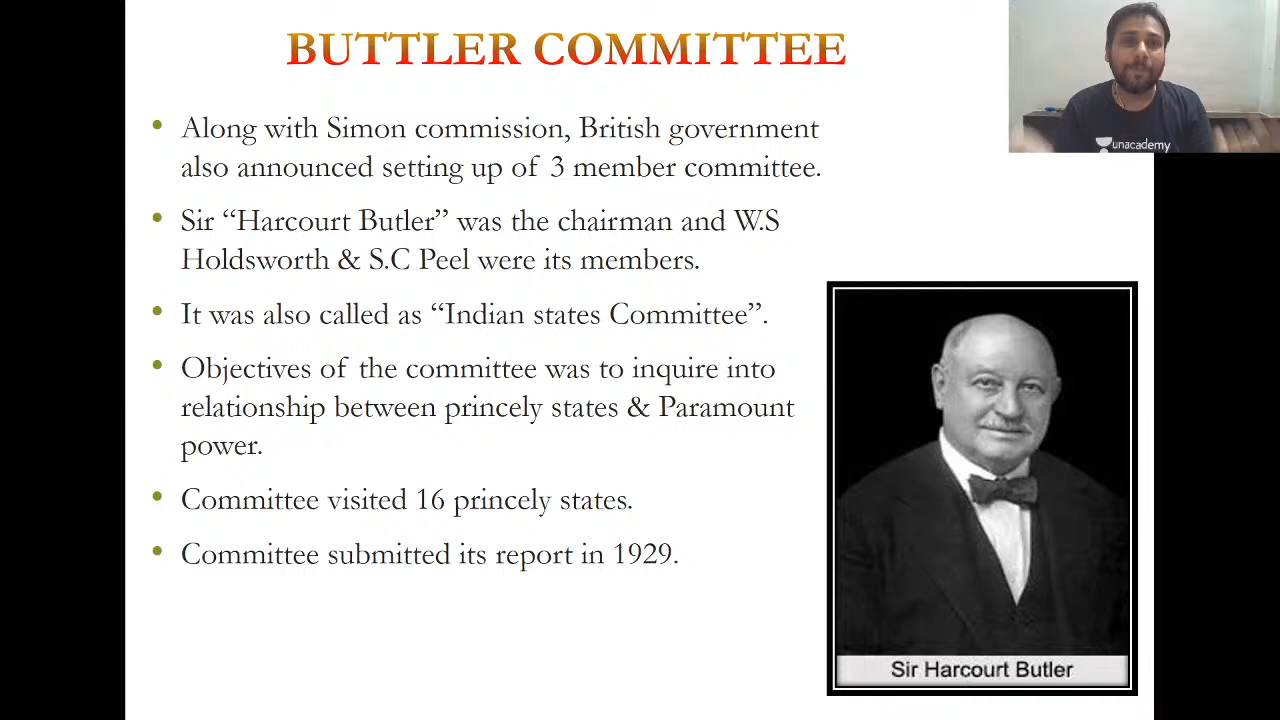 BUTTLER COMMITTEE
unacademy
• Along with Simon commission, British government
also announced setting up of 3 member committee.
• Sir “Harcourt Butler” was the chairman and W.S
Holdsworth & S.C Peel were its members.
• It was also called as “Indian states Committee”.
• Objectives of the committee was to inquire into
relationship between princely states & Paramount
power.
• Committee visited 16 princely states.
• Committee submitted its report in 1929.
Sir Harcourt Butler